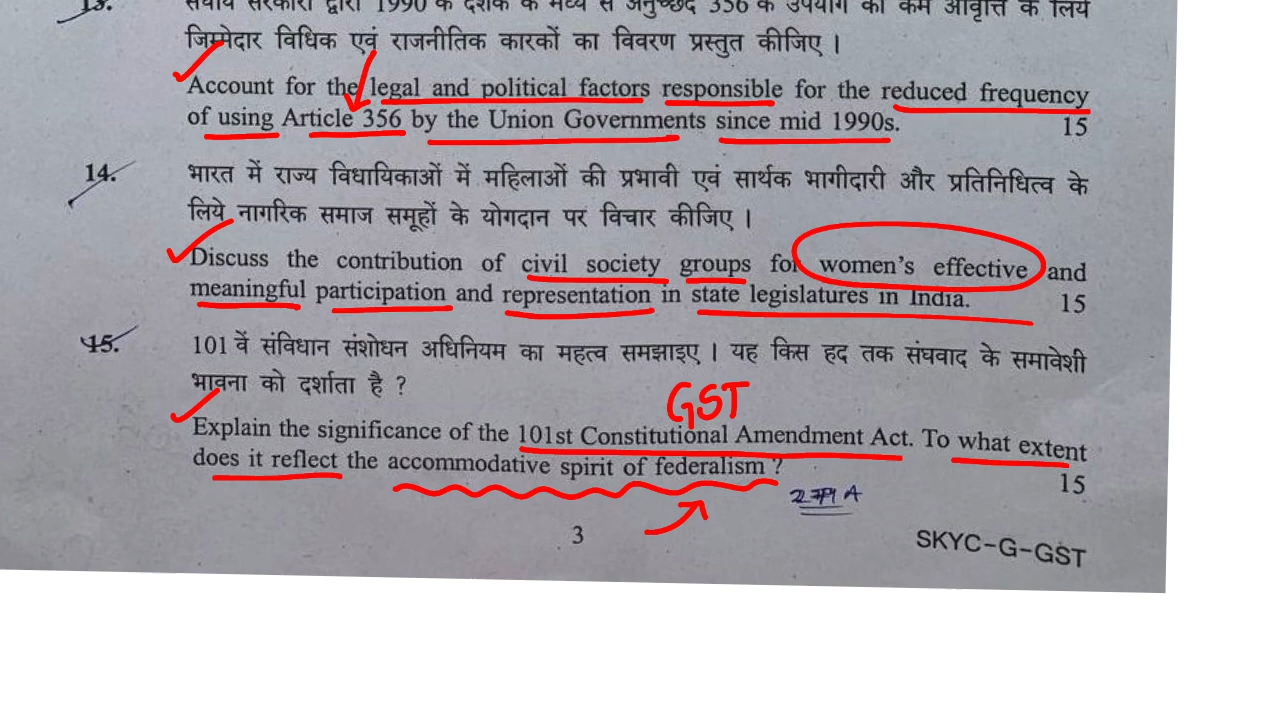 13. संघीय सरकारों द्वारा 1990 के दशक के मध्य से अनुच्छेद 356 के उपयोग की कम आवृत्ति के लिये
जिम्मेदार विधिक एवं राजनीतिक कारकों का विवरण प्रस्तुत कीजिए ।
Account for the legal and political factors responsible for the reduced frequency
of using Article 356 by the Union Governments since mid 1990s. 15
14. भारत में राज्य विधायिकाओं में महिलाओं की प्रभावी एवं सार्थक भागीदारी और प्रतिनिधित्व के
लिये नागरिक समाज समूहों के योगदान पर विचार कीजिए ।
Discuss the contribution of civil society groups for women's effective and
meaningful participation and representation in state legislatures in India. 15
15. 101 वें संविधान संशोधन अधिनियम का महत्व समझाइए । यह किस हद तक संघवाद के समावेशी
भावना को दर्शाता है ?
GST
Explain the significance of the 101st Constitutional Amendment Act. To what extent
does it reflect the accommodative spirit of federalism ? 15
3
SKYC-G-GST